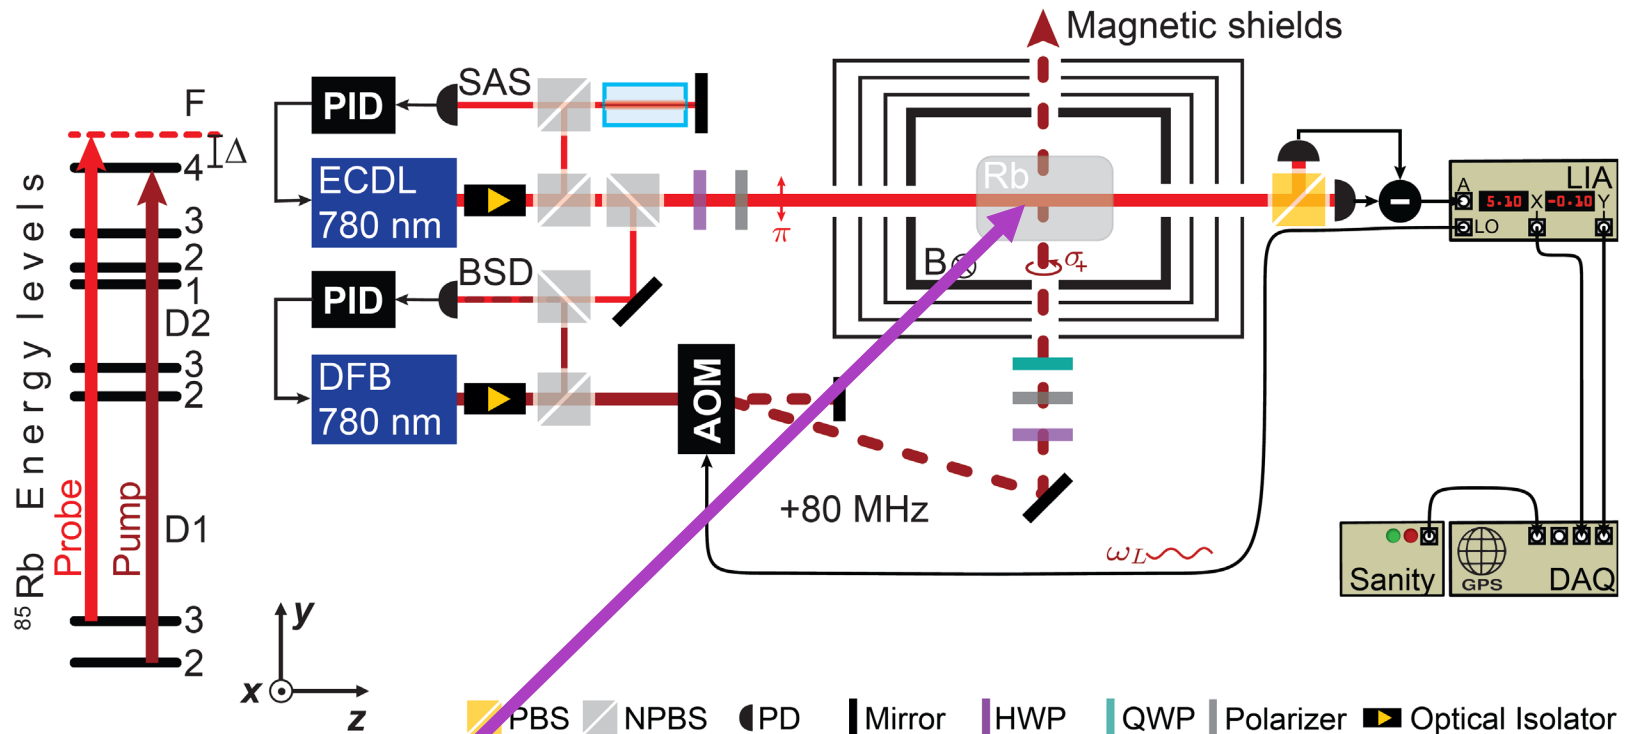 Magnetic shields
SAS
PID
F
Δ
4
ECDL
780 nm
3
2
1
D2
3
2
π
Rb
B
σ+
A
LIA
5.10
X
-0.10
Y
LO
BSD
PID
DFB
780 nm
AOM
+80 MHz
ωL
Probe
Pump
D1
3
2
85Rb Energy levels
Sanity
GPS
DAQ
y
x
z
PBS
NPBS
PD
Mirror
HWP
QWP
Polarizer
Optical Isolator